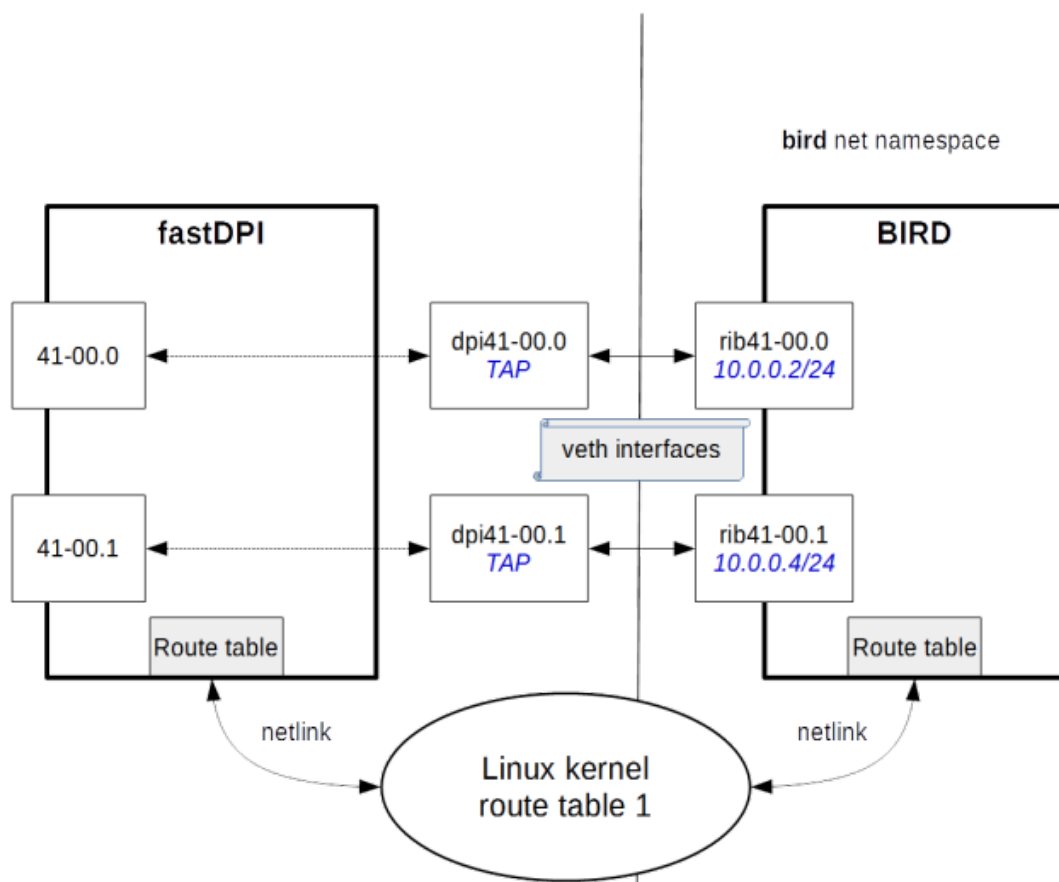 bird net namespace
fastDPI
BIRD
41-00.0
dpi41-00.0
TAP
rib41-00.0
10.0.0.2/24
veth interfaces
41-00.1
dpi41-00.1
TAP
rib41-00.1
10.0.0.4/24
Route table
Route table
netlink
netlink
Linux kernel
route table 1